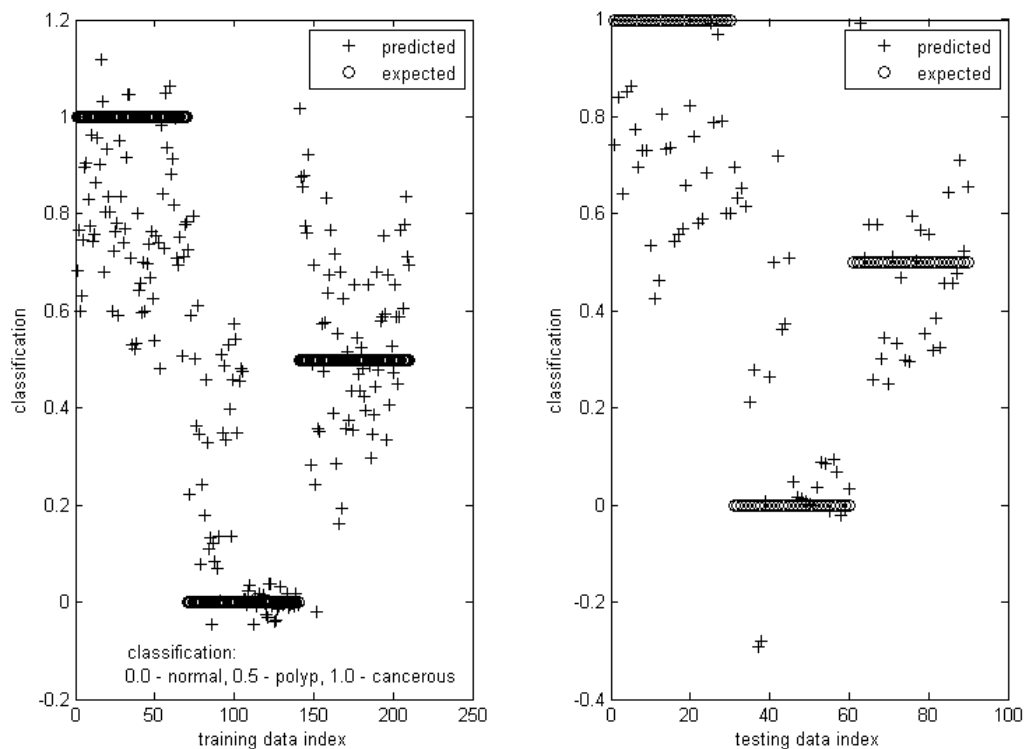 1.2
1
0.8
0.6
0.4
0.2
0
-0.2
classification
predicted
expected
classification:
0.0 - normal, 0.5 - polyp, 1.0 - cancerous
0 50 100 150 200 250
training data index
1
0.8
0.6
0.4
0.2
0
-0.2
-0.4
classification
predicted
expected
0 20 40 60 80 100
testing data index